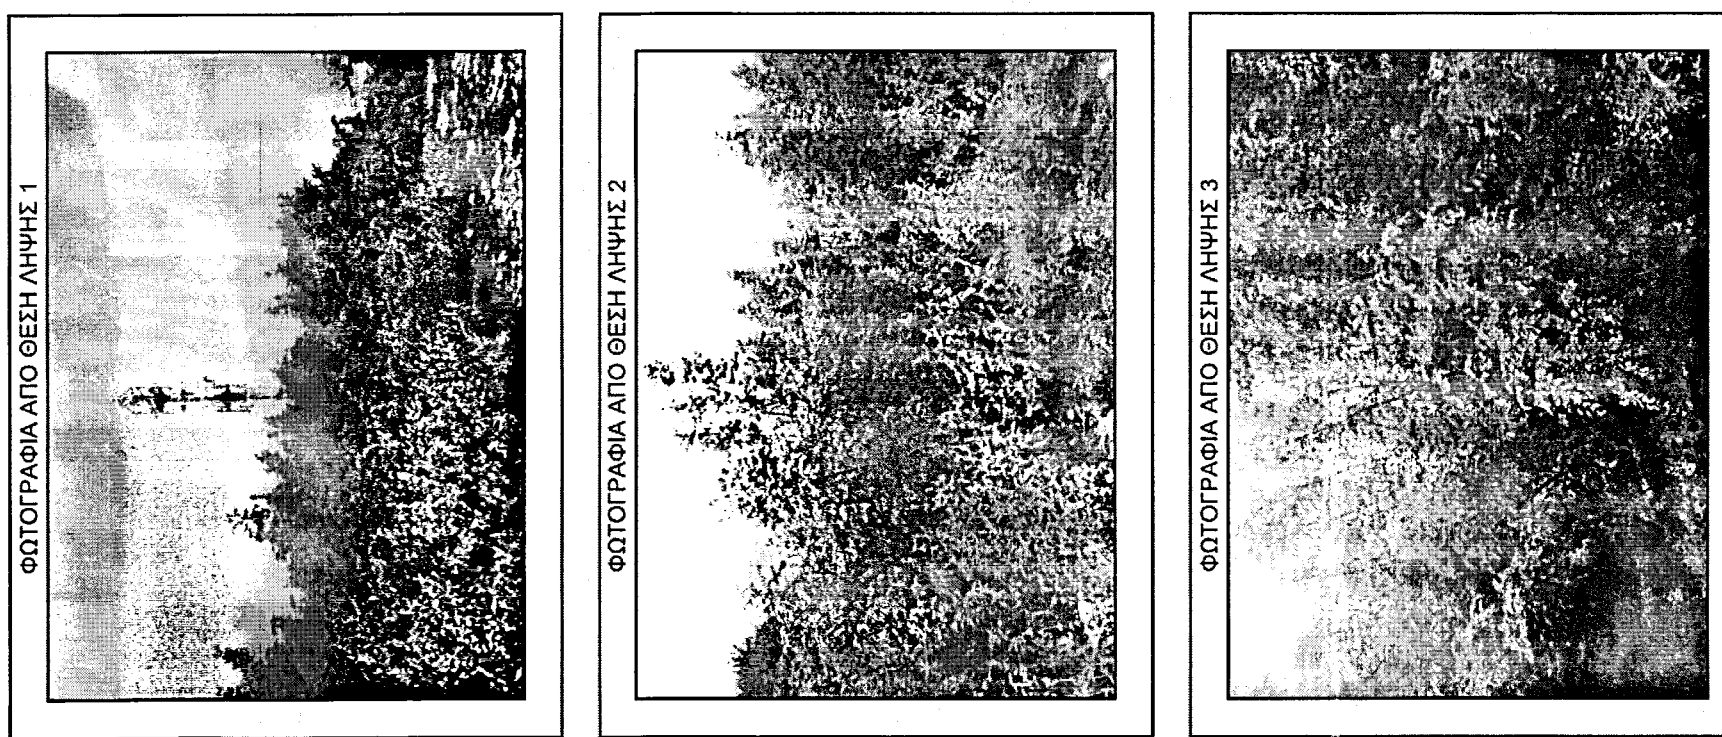 ΦΩΤΟΓΡΑΦΙΑ ΑΠΟ ΘΕΣΗ ΛΗΨΗΣ 1
ΦΩΤΟΓΡΑΦΙΑ ΑΠΟ ΘΕΣΗ ΛΗΨΗΣ 2
ΦΩΤΟΓΡΑΦΙΑ ΑΠΟ ΘΕΣΗ ΛΗΨΗΣ 3